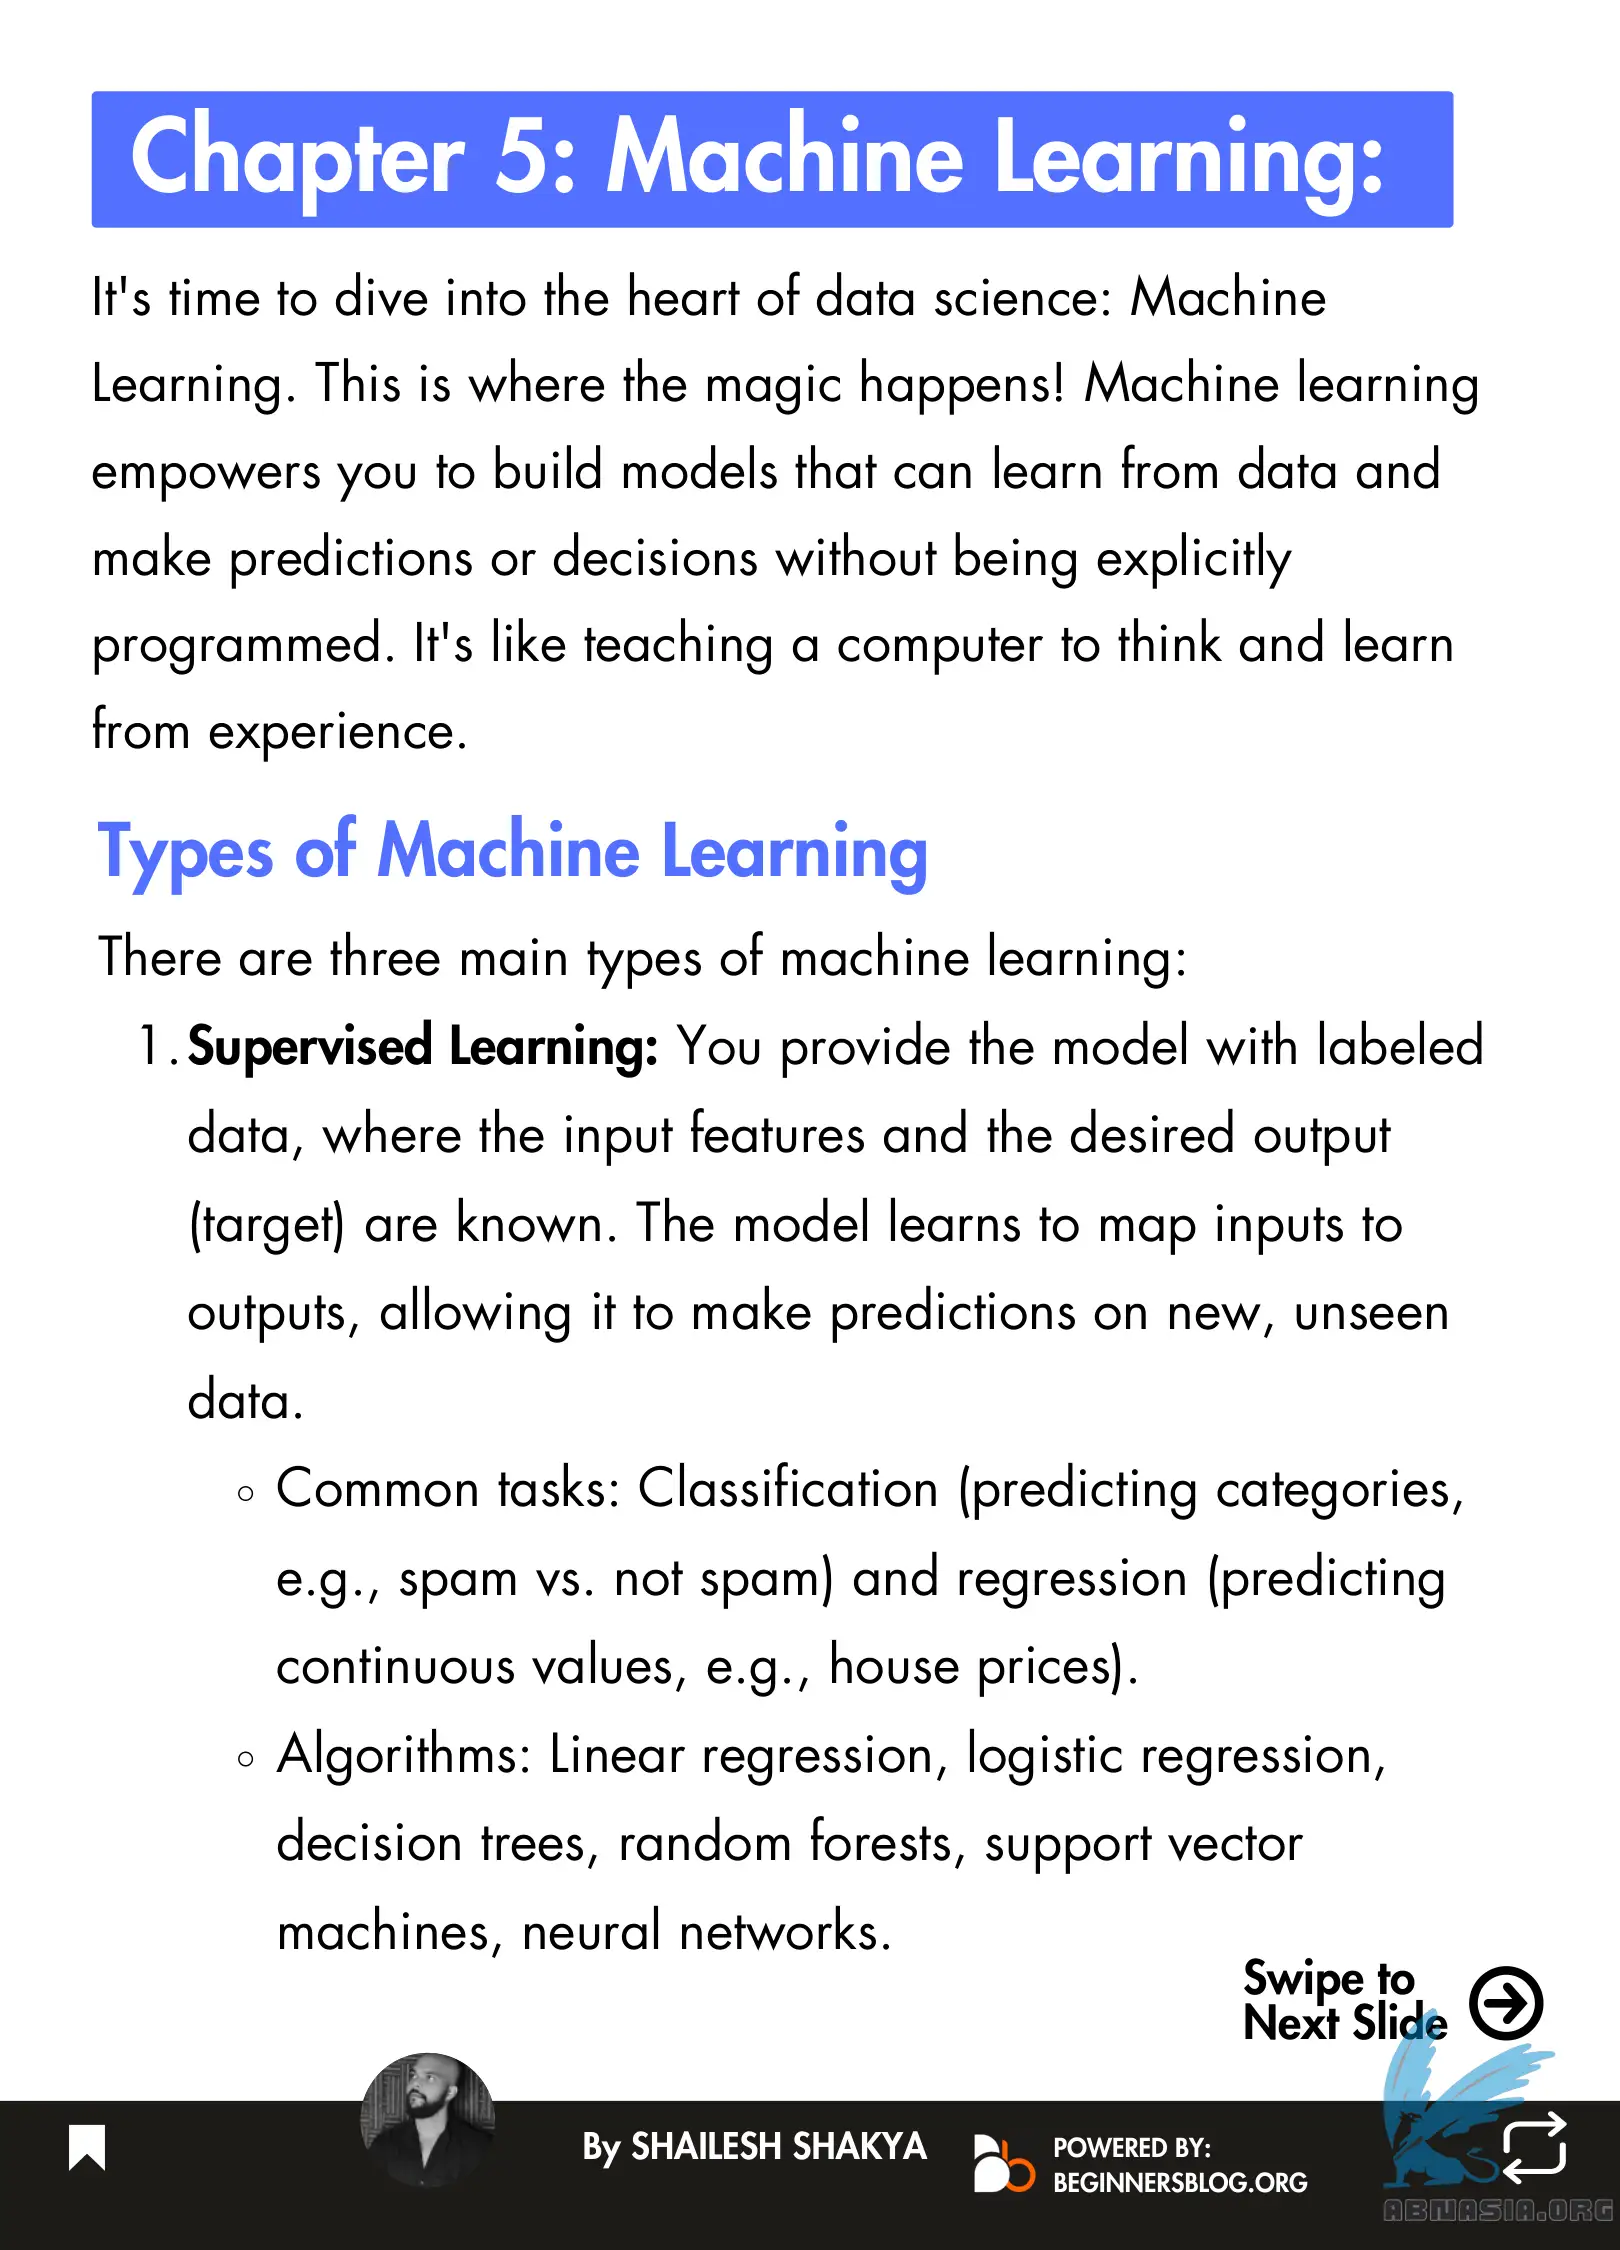 Chapter 5: Machine Learning:
It's time to dive into the heart of data science: Machine
Learning. This is where the magic happens! Machine learning
empowers you to build models that can learn from data and
make predictions or decisions without being explicitly
programmed. It's like teaching a computer to think and learn
from experience.
Types of Machine Learning
There are three main types of machine learning:
1. Supervised Learning: You provide the model with labeled
data, where the input features and the desired output
(target) are known. The model learns to map inputs to
outputs, allowing it to make predictions on new, unseen
data.
Common tasks: Classification (predicting categories,
e.g., spam vs. not spam) and regression (predicting
continuous values, e.g., house prices).
Algorithms: Linear regression, logistic regression,
decision trees, random forests, support vector
machines, neural networks.
Swipe to
Next Slide
By SHAILESH SHAKYA
POWERED BY:
BEGINNERSBLOG.ORG
ABNASIA.ORG